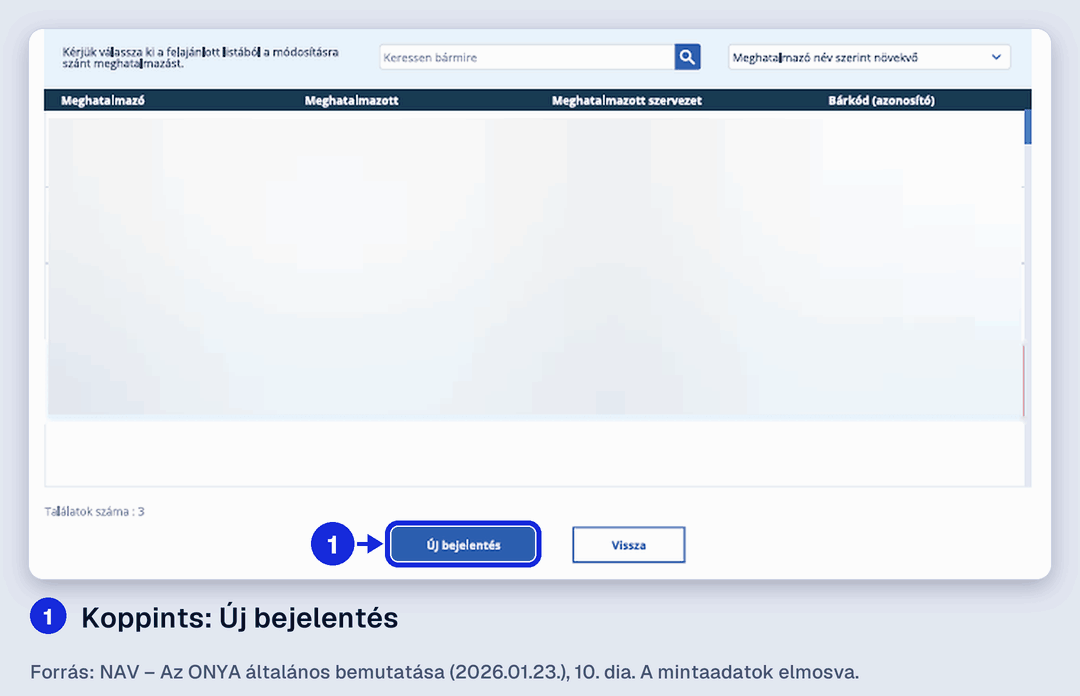 Kérjük válassza ki a felajánlott listából a módosításra
szánt meghatalmazást.
Keressen bármire
Meghatalmazó név szerint növekvő
Meghatalmazó Meghatalmazott Meghatalmazott szervezet Bárkód (azonosító)
Találatok száma : 3
1 Új bejelentés Vissza
1 Koppints: Új bejelentés
Forrás: NAV – Az ONYA általános bemutatása (2026.01.23.), 10. dia. A mintaadatok elmosva.